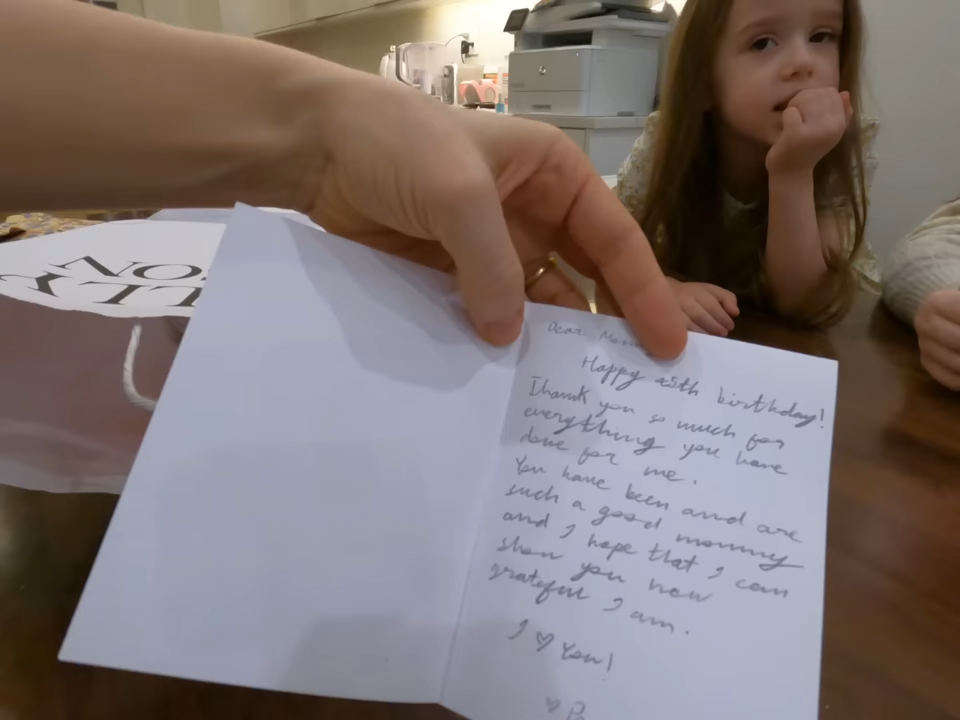 Dear
Happy 45th birthday!
Thank you so much for
everything you have
done for me.
You have been and are
such a good mommy
and I hope that I can
show you how
grateful I am.
I ♡ You!
♡